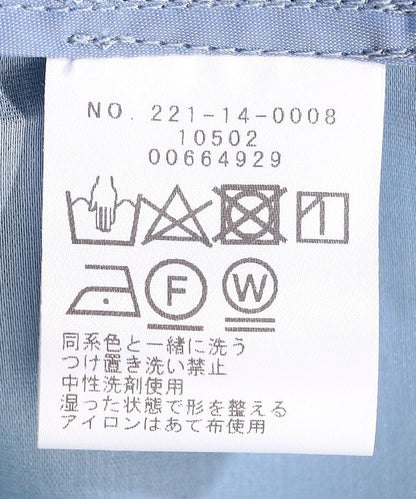 NO. 221-14-0008
10502
00664929
F W
同系色と一緒に洗う
つけ置き洗い禁止
中性洗剤使用
湿った状態で形を整える
アイロンはあて布使用